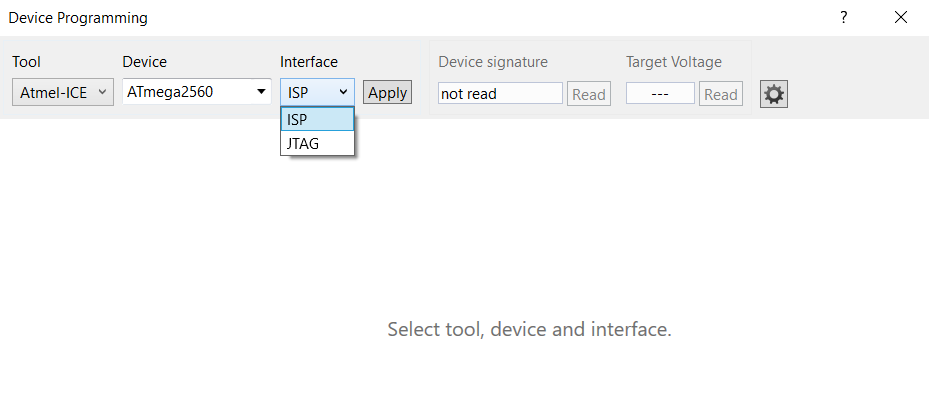 Device Programming ?
Tool Device Interface Device signature Target Voltage
Atmel-ICE ATmega2560 ISP Apply not read Read --- Read
ISP
JTAG
Select tool, device and interface.